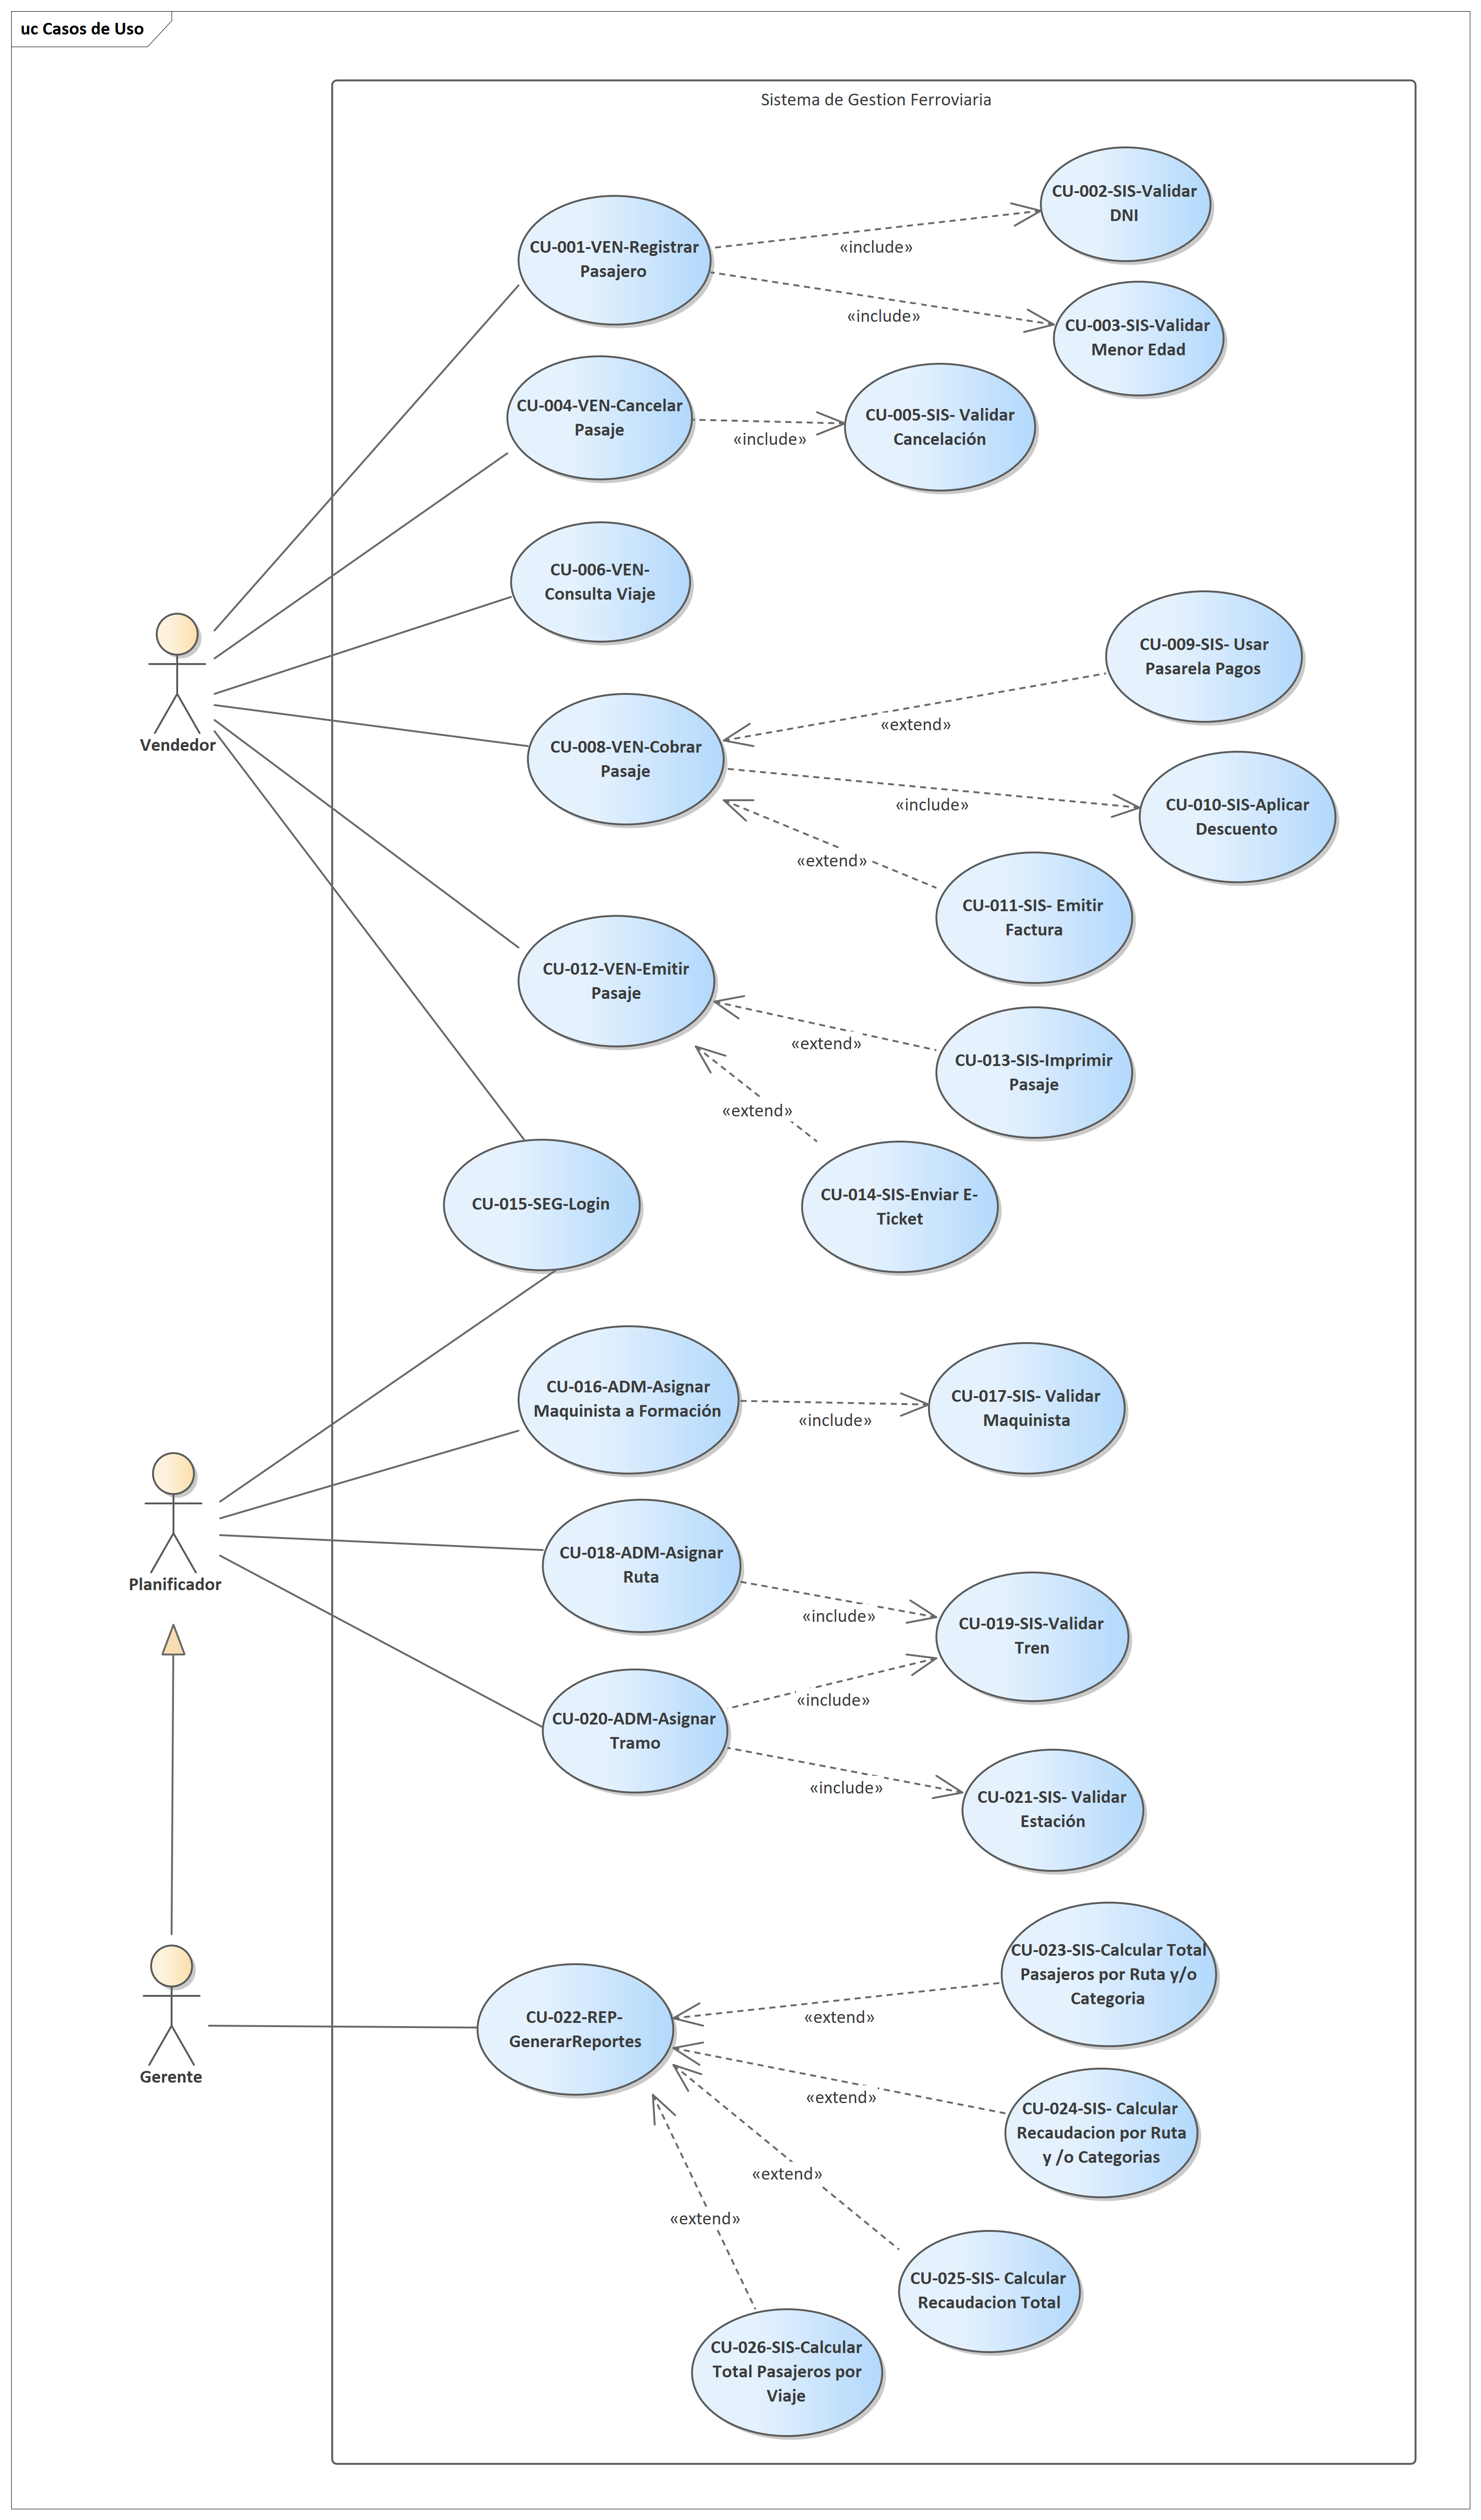 uc Casos de Uso
Sistema de Gestion Ferroviaria
CU-001-VEN-Registrar
Pasajero
«include»
CU-002-SIS-Validar
DNI
«include»
CU-003-SIS-Validar
Menor Edad
CU-004-VEN-Cancelar
Pasaje
«include»
CU-005-SIS- Validar
Cancelación
CU-006-VEN-
Consulta Viaje
Vendedor
CU-008-VEN-Cobrar
Pasaje
«extend»
CU-009-SIS- Usar
Pasarela Pagos
«include»
CU-010-SIS-Aplicar
Descuento
«extend»
CU-011-SIS- Emitir
Factura
CU-012-VEN-Emitir
Pasaje
«extend»
CU-013-SIS-Imprimir
Pasaje
«extend»
CU-014-SIS-Enviar E-
Ticket
CU-015-SEG-Login
CU-016-ADM-Asignar
Maquinista a Formación
«include»
CU-017-SIS- Validar
Maquinista
Planificador
CU-018-ADM-Asignar
Ruta
«include»
CU-019-SIS-Validar
Tren
«include»
CU-020-ADM-Asignar
Tramo
«include»
CU-021-SIS- Validar
Estación
Gerente
CU-022-REP-
GenerarReportes
«extend»
CU-023-SIS-Calcular Total
Pasajeros por Ruta y/o
Categoria
«extend»
CU-024-SIS- Calcular
Recaudacion por Ruta
y /o Categorias
«extend»
CU-025-SIS- Calcular
Recaudacion Total
«extend»
CU-026-SIS-Calcular
Total Pasajeros por
Viaje